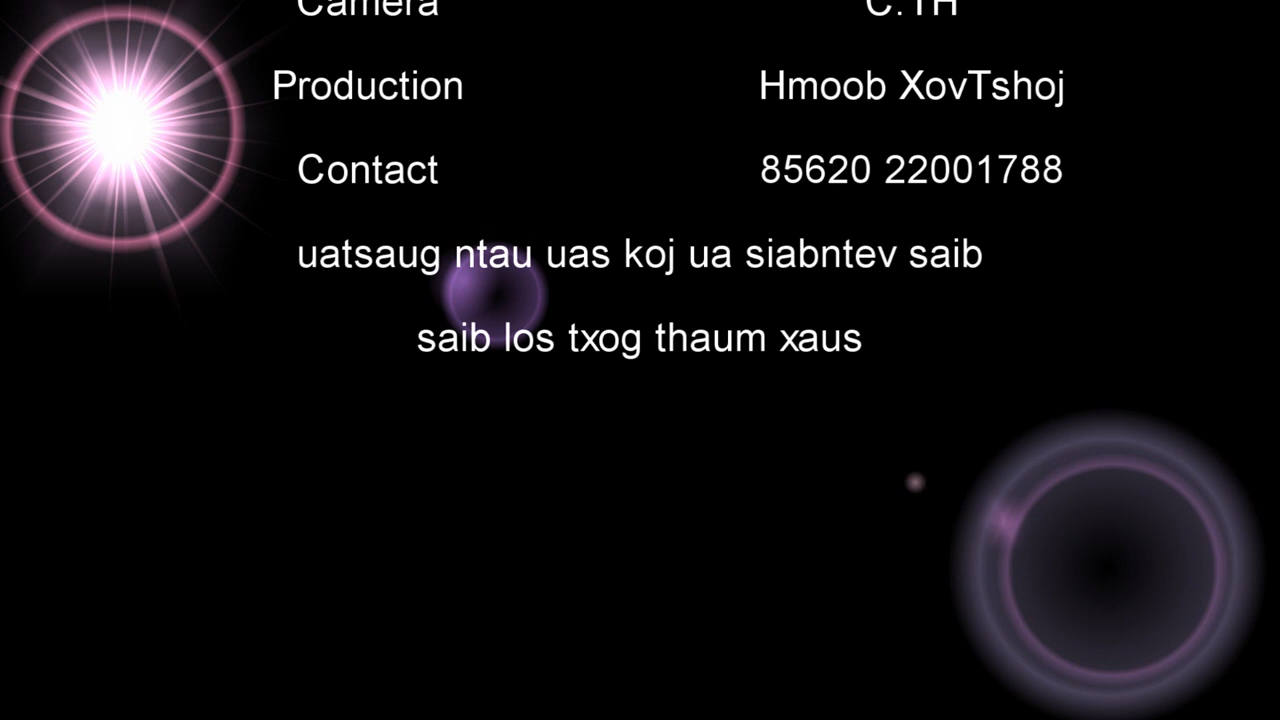 Camera C.TH
Production Hmoob XovTshoj
Contact 85620 22001788
uatsaug ntau uas koj ua siabntev saib
saib los txog thaum xaus